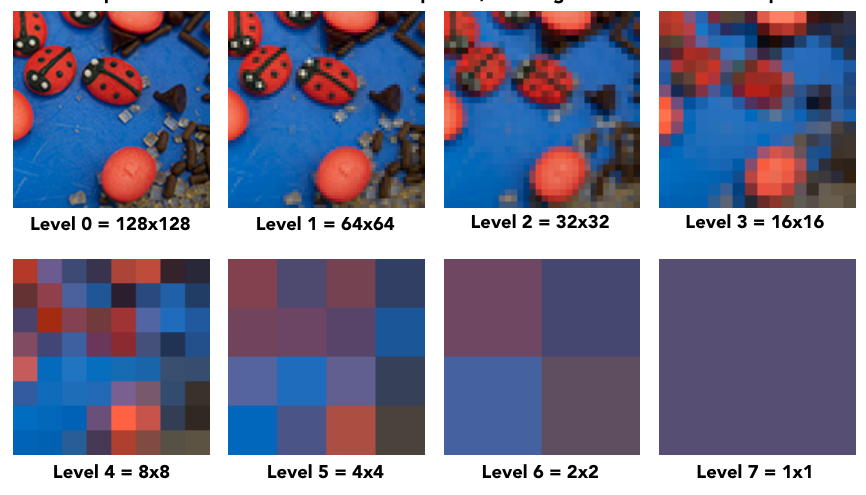 Level 0 = 128x128
Level 1 = 64x64
Level 2 = 32x32
Level 3 = 16x16
Level 4 = 8x8
Level 5 = 4x4
Level 6 = 2x2
Level 7 = 1x1